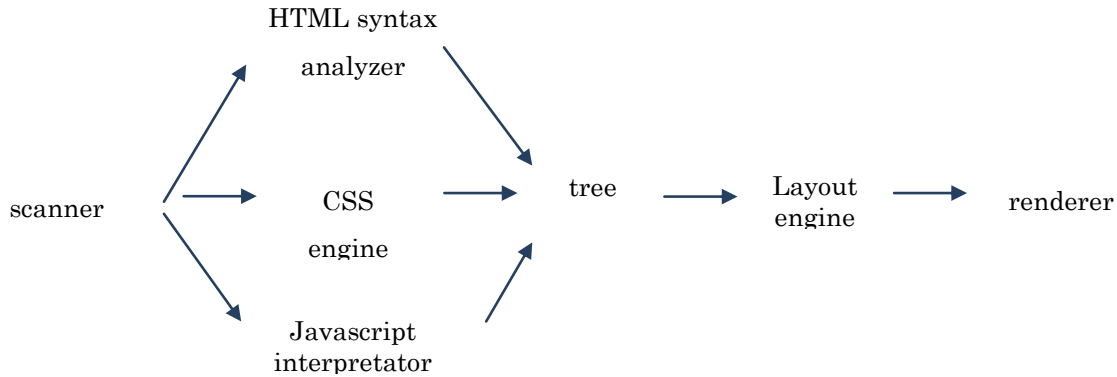 HTML syntax
analyzer
scanner
CSS
engine
Javascript
interpretator
tree
Layout
engine
renderer